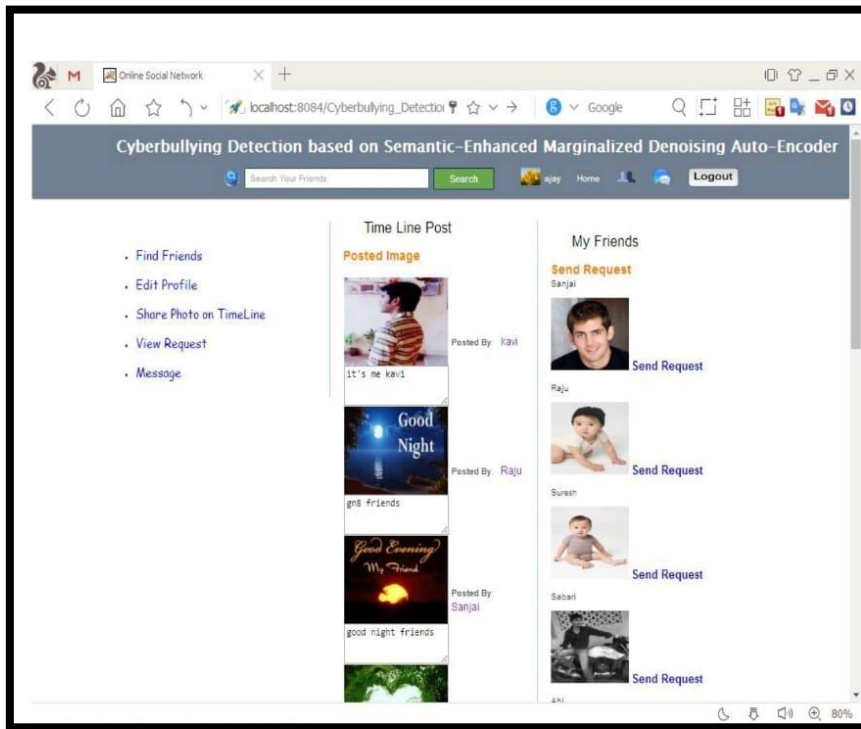 Online Social Network
localhost:8084/Cyberbullying_Detectio
Google
Cyberbullying Detection based on Semantic-Enhanced Marginalized Denoising Auto-Encoder
Search Your Friends
Search
ajay
Home
Logout
Find Friends
Edit Profile
Share Photo on TimeLine
View Request
Message
Time Line Post
Posted Image
Posted By: kavi
it's me kavi
Good
Night
Posted By: Raju
gn8 friends
Good Evening
My Friend
Posted By:
Sanjai
good night friends
My Friends
Send Request
Sanjai
Send Request
Raju
Send Request
Suresh
Send Request
Sabari
Send Request
80%